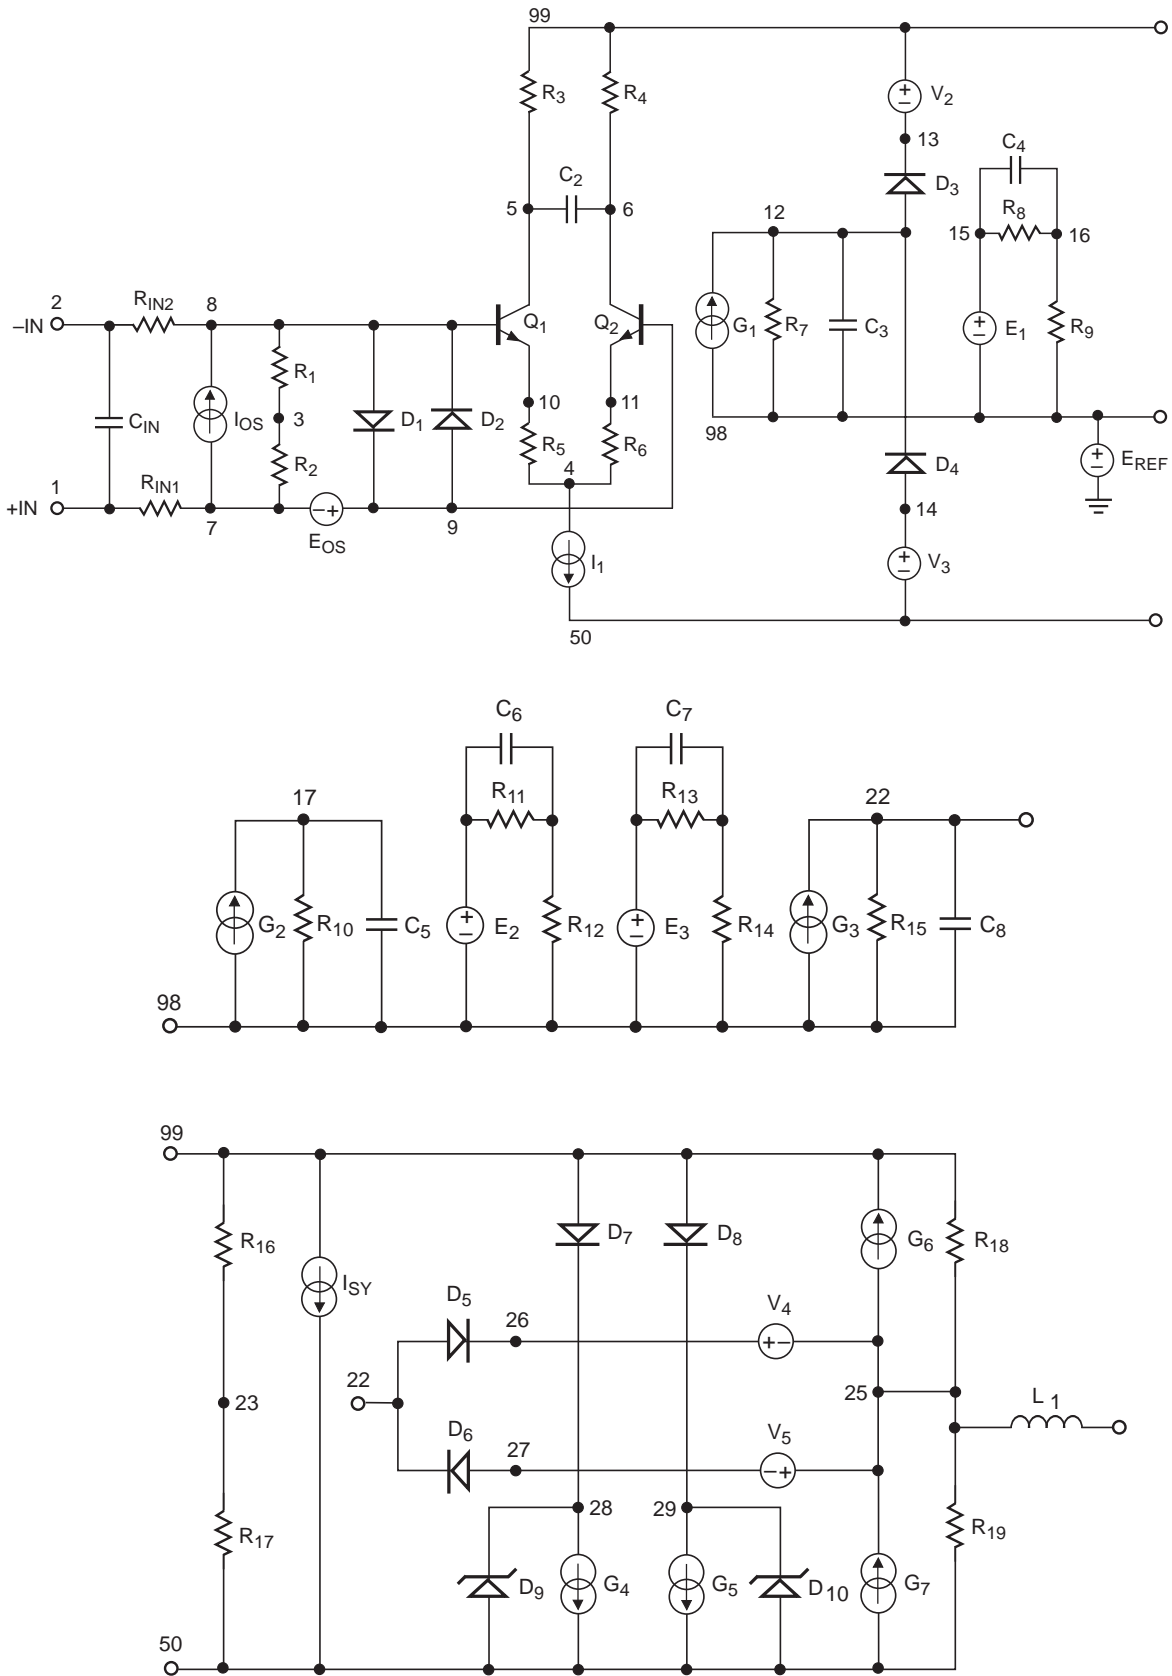 99
R3
R4
V2
13
C4
C2
D3
5
6
12
R8
15
16
2
RIN2
8
–IN
Q1
Q2
G1
R7
C3
E1
R9
R1
CIN
IOS
3
D1
D2
10
11
98
R2
R5
R6
4
D4
EREF
1
RIN1
+IN
7
EOS
9
14
I1
V3
50
C6
C7
17
R11
R13
22
G2
R10
C5
E2
R12
E3
R14
G3
R15
C8
98
99
R16
D7
D8
G6
R18
ISY
D5
26
V4
22
23
25
L1
D6
27
V5
28
29
R17
R19
D9
G4
G5
D10
G7
50